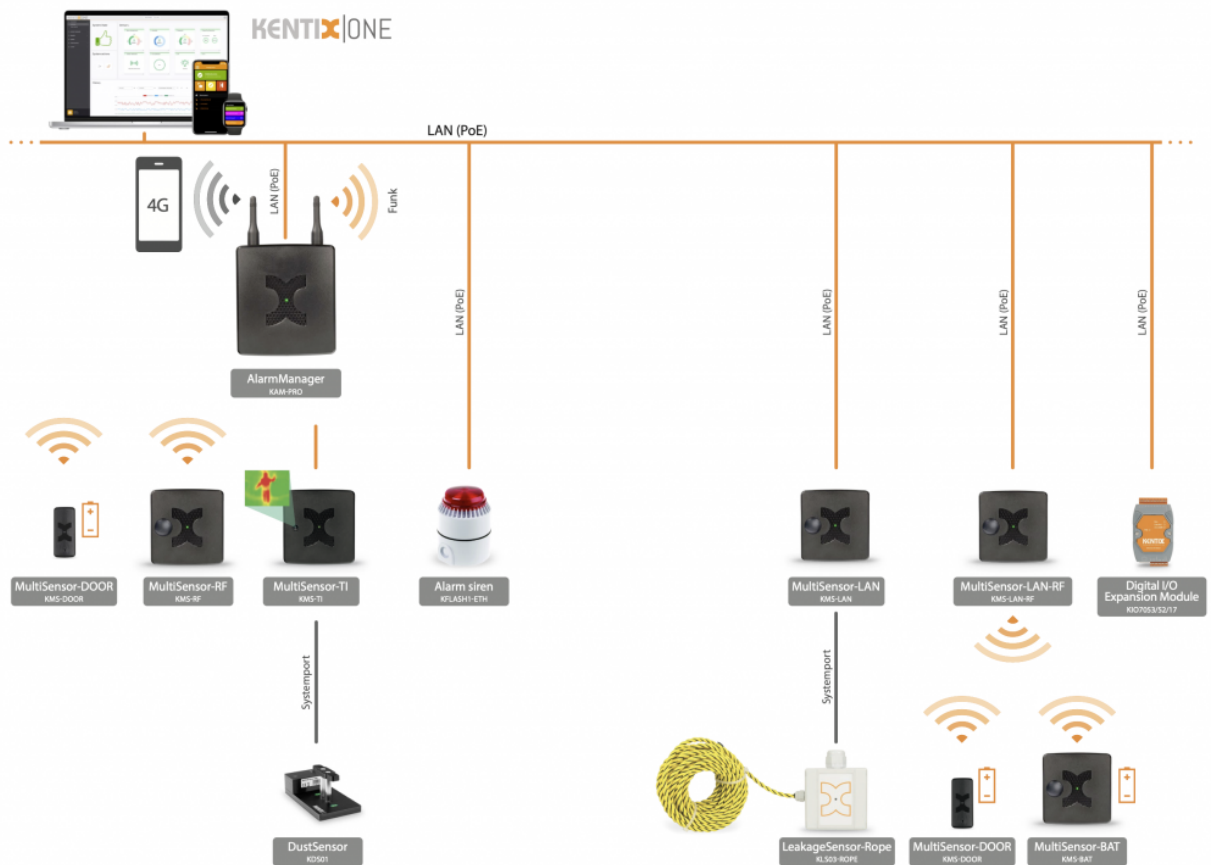 KENTIX|ONE
LAN (PoE)
4G
LAN (PoE)
Funk
LAN (PoE)
LAN (PoE)
LAN (PoE)
LAN (PoE)
AlarmManager
KAM-PRO
MultiSensor-DOOR
KMS-DOOR
MultiSensor-RF
KMS-RF
MultiSensor-TI
KMS-TI
Alarm siren
KFLASH1-ETH
MultiSensor-LAN
KMS-LAN
MultiSensor-LAN-RF
KMS-LAN-RF
KENTIX
Digital I/O
Expansion Module
KIO7053/52/17
Systemport
Systemport
DustSensor
KDS01
LeakageSensor-Rope
KLS03-ROPE
MultiSensor-DOOR
KMS-DOOR
MultiSensor-BAT
KMS-BAT